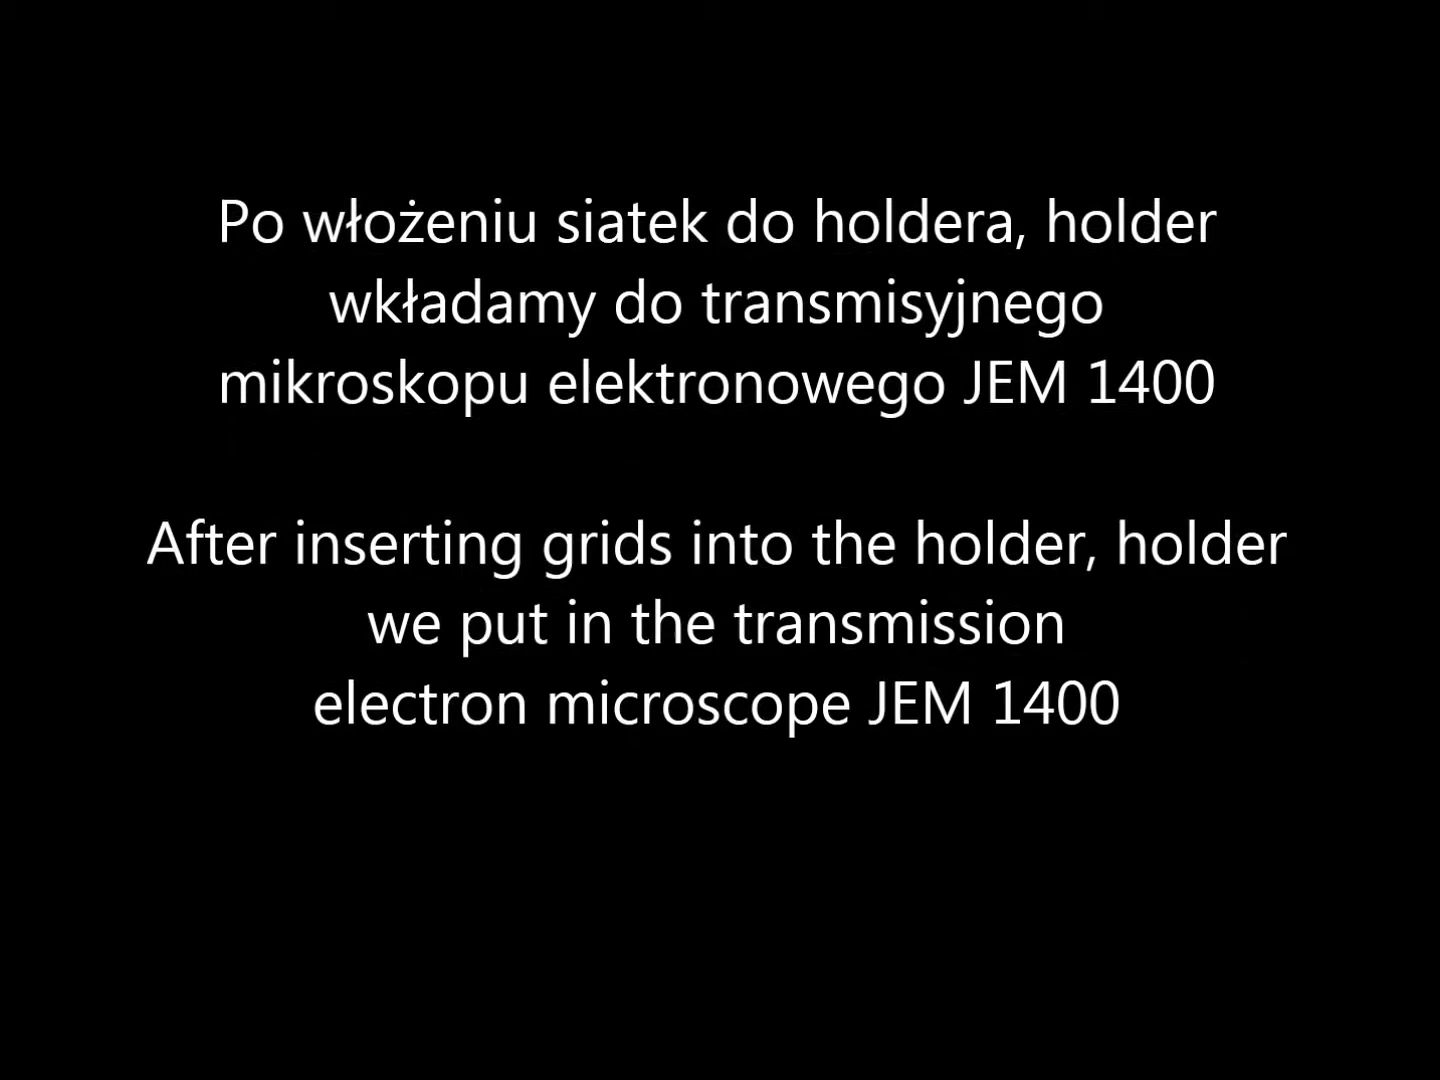 Po włożeniu siatek do holdera, holder
wkładamy do transmisyjnego
mikroskopu elektronowego JEM 1400
After inserting grids into the holder, holder
we put in the transmission
electron microscope JEM 1400